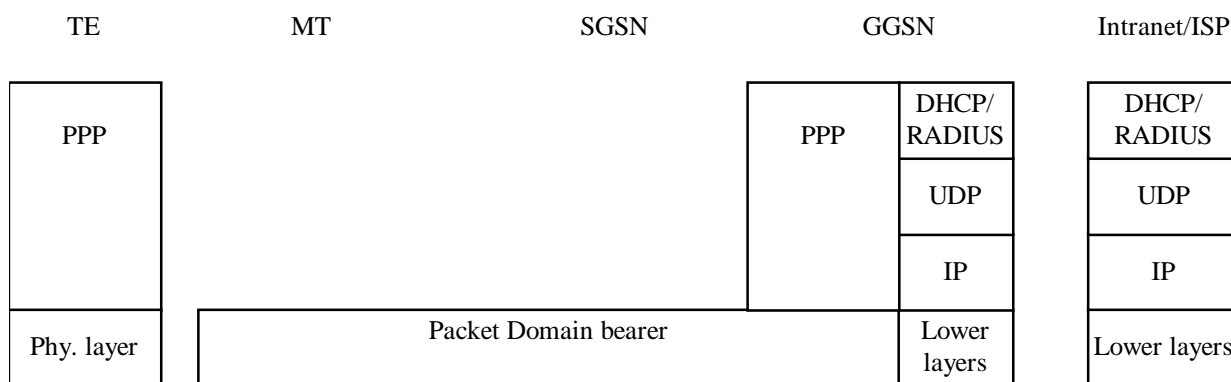 TE MT SGSN GGSN Intranet/ISP
DHCP/ DHCP/
PPP PPP RADIUS RADIUS
UDP UDP
IP IP
Packet Domain bearer Lower
Phy. layer layers Lower layers